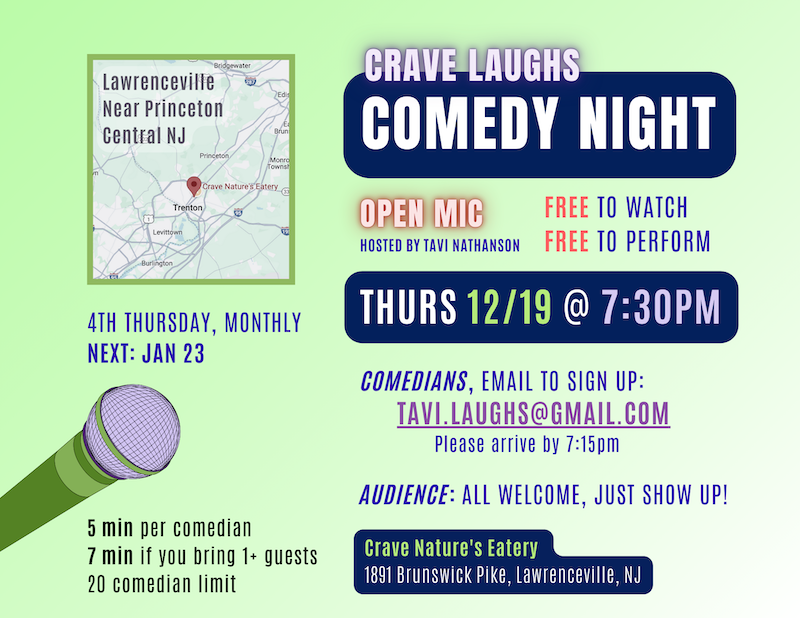 CRAVE LAUGHS
COMEDY NIGHT
Lawrenceville
Near Princeton
Central NJ
Bridgewater
287
Princeton
Crave Nature's Eatery
Trenton
1
Levittown
Burlington
OPEN MIC
HOSTED BY TAVI NATHANSON
FREE TO WATCH
FREE TO PERFORM
THURS 12/19 @ 7:30PM
4TH THURSDAY, MONTHLY
NEXT: JAN 23
COMEDIANS, EMAIL TO SIGN UP:
TAVI.LAUGHS@GMAIL.COM
Please arrive by 7:15pm
AUDIENCE: ALL WELCOME, JUST SHOW UP!
5 min per comedian
7 min if you bring 1+ guests
20 comedian limit
Crave Nature's Eatery
1891 Brunswick Pike, Lawrenceville, NJ